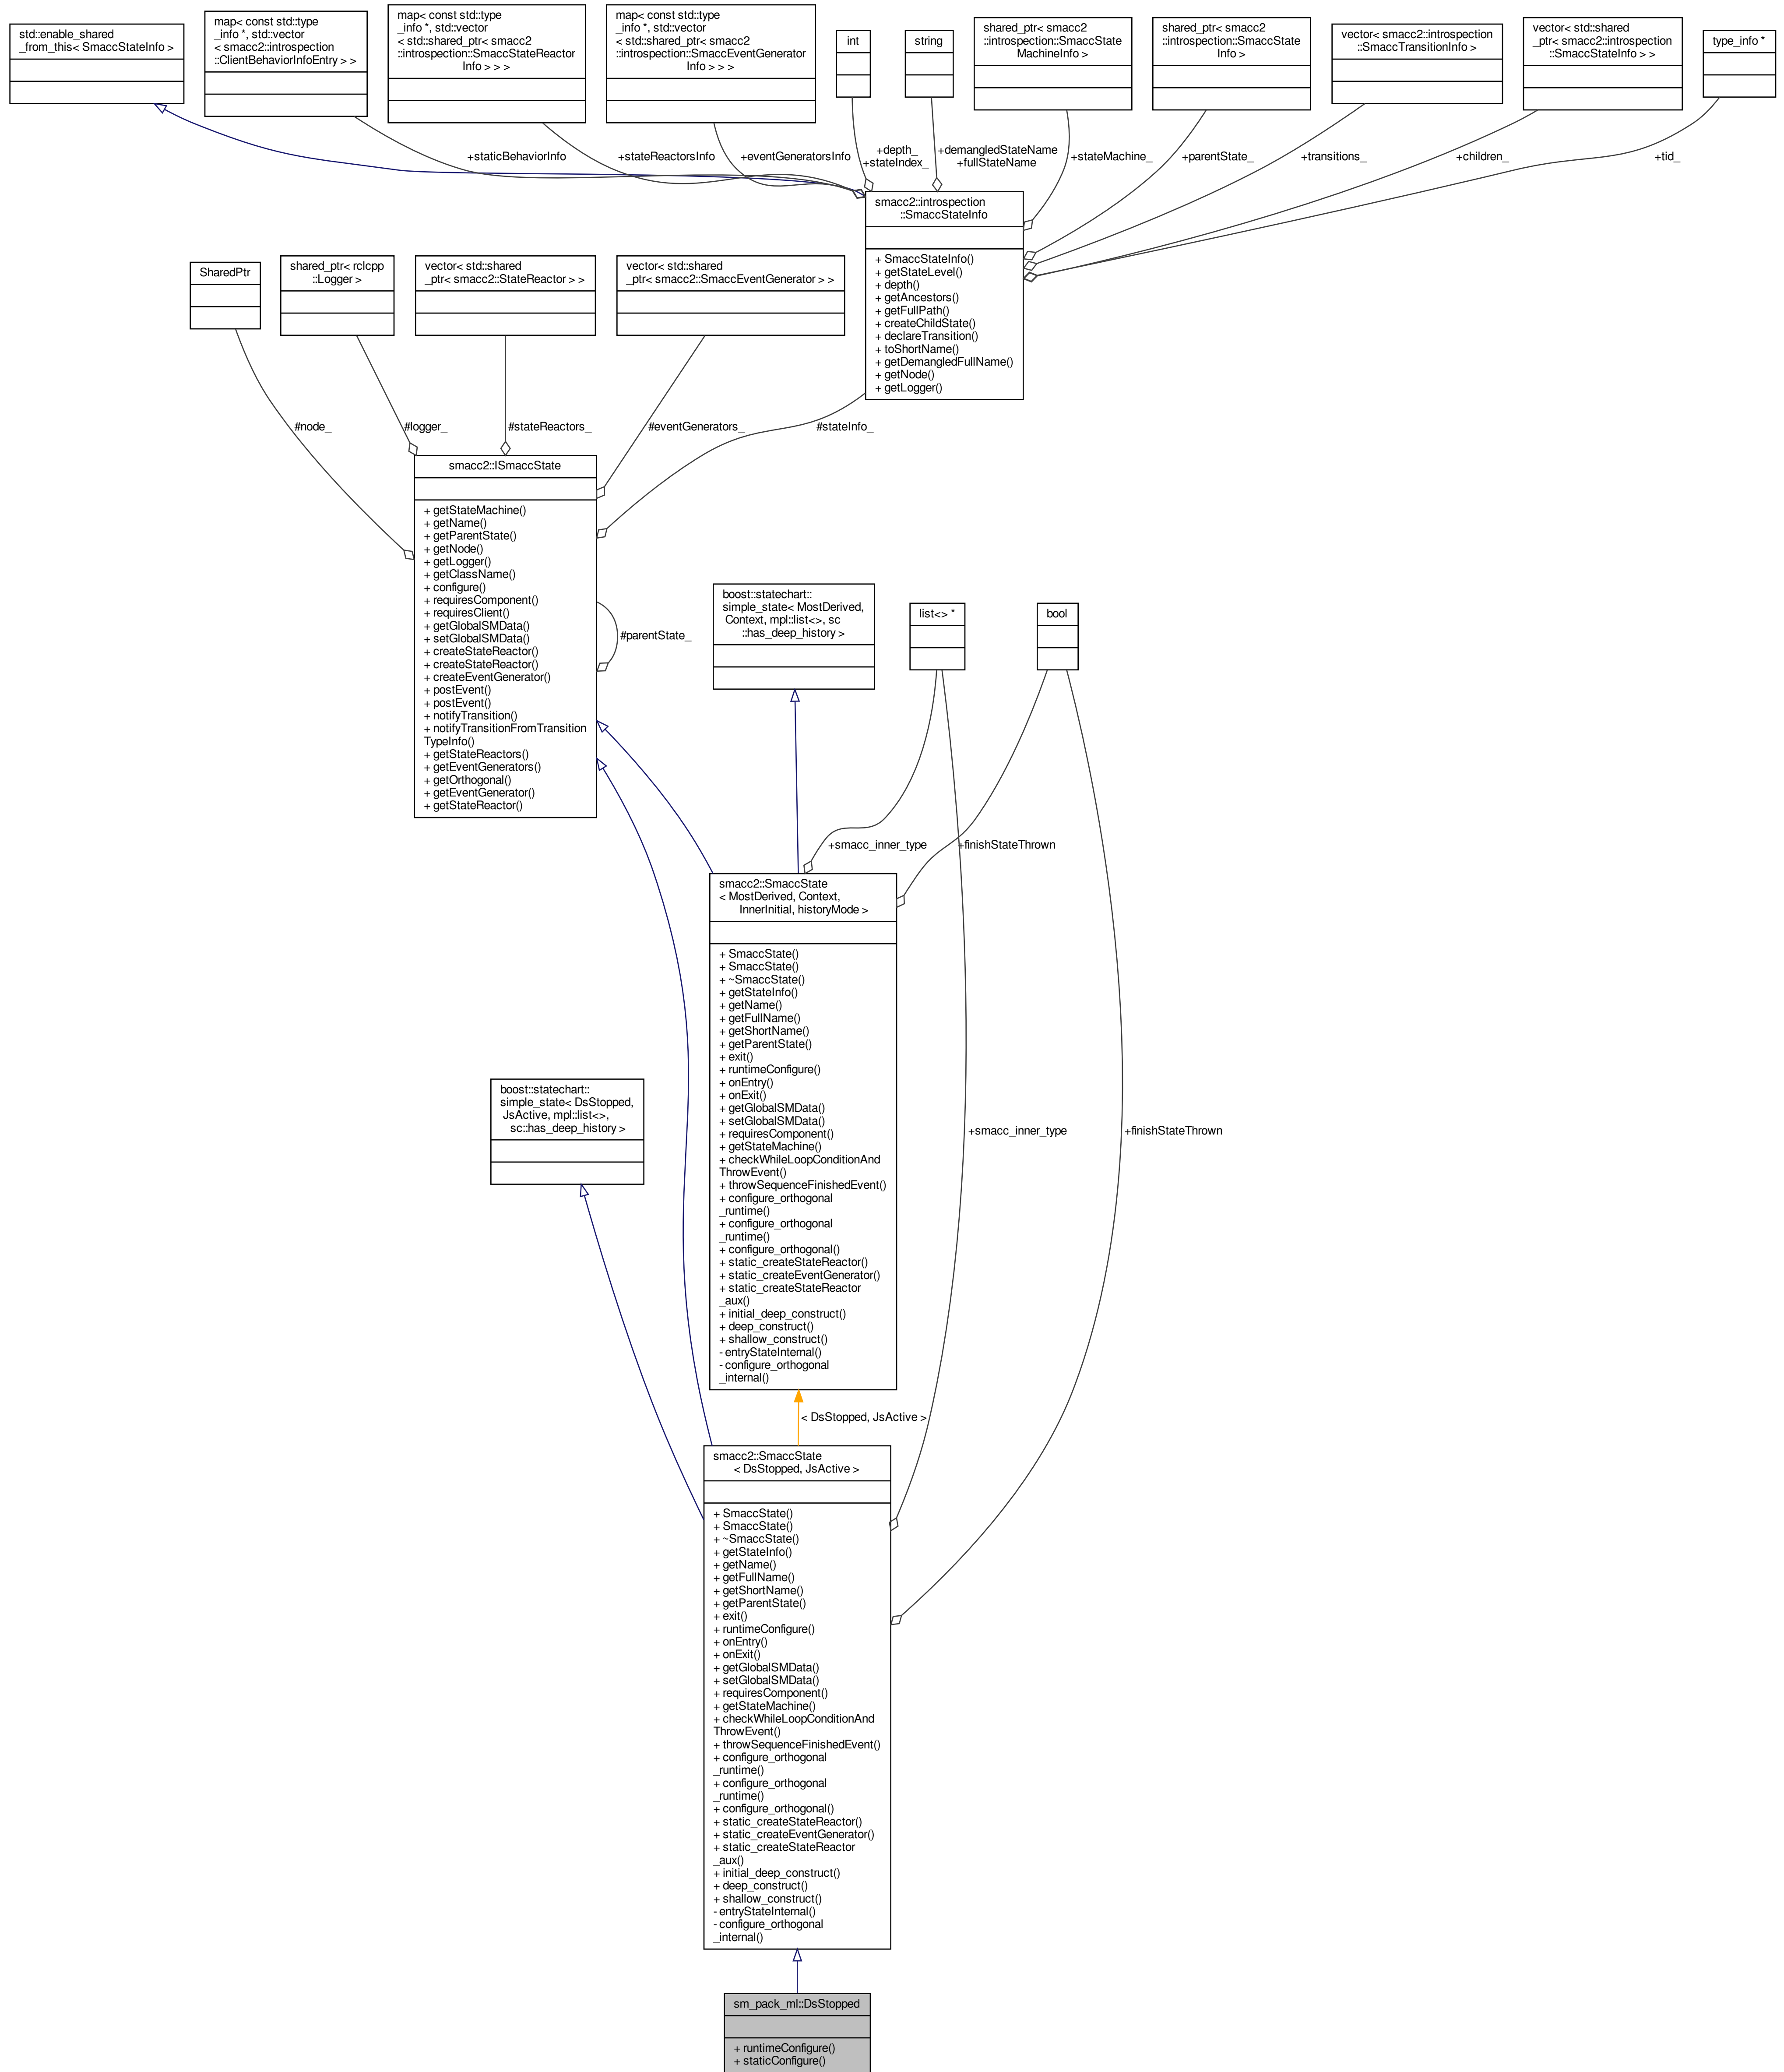 std::enable_shared
_from_this< SmaccStateInfo >
map< const std::type
_info *, std::vector
< smacc2::introspection
::ClientBehaviorInfoEntry > >
map< const std::type
_info *, std::vector
< std::shared_ptr< smacc2
::introspection::SmaccStateReactor
Info > > >
map< const std::type
_info *, std::vector
< std::shared_ptr< smacc2
::introspection::SmaccEventGenerator
Info > > >
int
string
shared_ptr< smacc2
::introspection::SmaccState
MachineInfo >
shared_ptr< smacc2
::introspection::SmaccState
Info >
vector< smacc2::introspection
::SmaccTransitionInfo >
vector< std::shared
_ptr< smacc2::introspection
::SmaccStateInfo > >
type_info *
+staticBehaviorInfo
+stateReactorsInfo
+eventGeneratorsInfo
+depth_
+stateIndex_
+demangledStateName
+fullStateName
+stateMachine_
+parentState_
+transitions_
+children_
+tid_
smacc2::introspection
::SmaccStateInfo
+ SmaccStateInfo()
+ getStateLevel()
+ depth()
+ getAncestors()
+ getFullPath()
+ createChildState()
+ declareTransition()
+ toShortName()
+ getDemangledFullName()
+ getNode()
+ getLogger()
SharedPtr
shared_ptr< rclcpp
::Logger >
vector< std::shared
_ptr< smacc2::StateReactor > >
vector< std::shared
_ptr< smacc2::SmaccEventGenerator > >
#node_
#logger_
#stateReactors_
#eventGenerators_
#stateInfo_
smacc2::ISmaccState
+ getStateMachine()
+ getName()
+ getParentState()
+ getNode()
+ getLogger()
+ getClassName()
+ configure()
+ requiresComponent()
+ requiresClient()
+ getGlobalSMData()
+ setGlobalSMData()
+ createStateReactor()
+ createStateReactor()
+ createEventGenerator()
+ postEvent()
+ postEvent()
+ notifyTransition()
+ notifyTransitionFromTransition
TypeInfo()
+ getStateReactors()
+ getEventGenerators()
+ getOrthogonal()
+ getEventGenerator()
+ getStateReactor()
#parentState_
boost::statechart::
simple_state< MostDerived,
Context, mpl::list<>, sc
::has_deep_history >
list<> *
bool
+smacc_inner_type
+finishStateThrown
smacc2::SmaccState
< MostDerived, Context,
InnerInitial, historyMode >
+ SmaccState()
+ SmaccState()
+ ~SmaccState()
+ getStateInfo()
+ getName()
+ getFullName()
+ getShortName()
+ getParentState()
+ exit()
+ runtimeConfigure()
+ onEntry()
+ onExit()
+ getGlobalSMData()
+ setGlobalSMData()
+ requiresComponent()
+ getStateMachine()
+ checkWhileLoopConditionAnd
ThrowEvent()
+ throwSequenceFinishedEvent()
+ configure_orthogonal
_runtime()
+ configure_orthogonal
_runtime()
+ configure_orthogonal()
+ static_createStateReactor()
+ static_createEventGenerator()
+ static_createStateReactor
_aux()
+ initial_deep_construct()
+ deep_construct()
+ shallow_construct()
- entryStateInternal()
- configure_orthogonal
_internal()
boost::statechart::
simple_state< DsStopped,
JsActive, mpl::list<>,
sc::has_deep_history >
+smacc_inner_type
+finishStateThrown
< DsStopped, JsActive >
smacc2::SmaccState
< DsStopped, JsActive >
+ SmaccState()
+ SmaccState()
+ ~SmaccState()
+ getStateInfo()
+ getName()
+ getFullName()
+ getShortName()
+ getParentState()
+ exit()
+ runtimeConfigure()
+ onEntry()
+ onExit()
+ getGlobalSMData()
+ setGlobalSMData()
+ requiresComponent()
+ getStateMachine()
+ checkWhileLoopConditionAnd
ThrowEvent()
+ throwSequenceFinishedEvent()
+ configure_orthogonal
_runtime()
+ configure_orthogonal
_runtime()
+ configure_orthogonal()
+ static_createStateReactor()
+ static_createEventGenerator()
+ static_createStateReactor
_aux()
+ initial_deep_construct()
+ deep_construct()
+ shallow_construct()
- entryStateInternal()
- configure_orthogonal
_internal()
sm_pack_ml::DsStopped
+ runtimeConfigure()
+ staticConfigure()